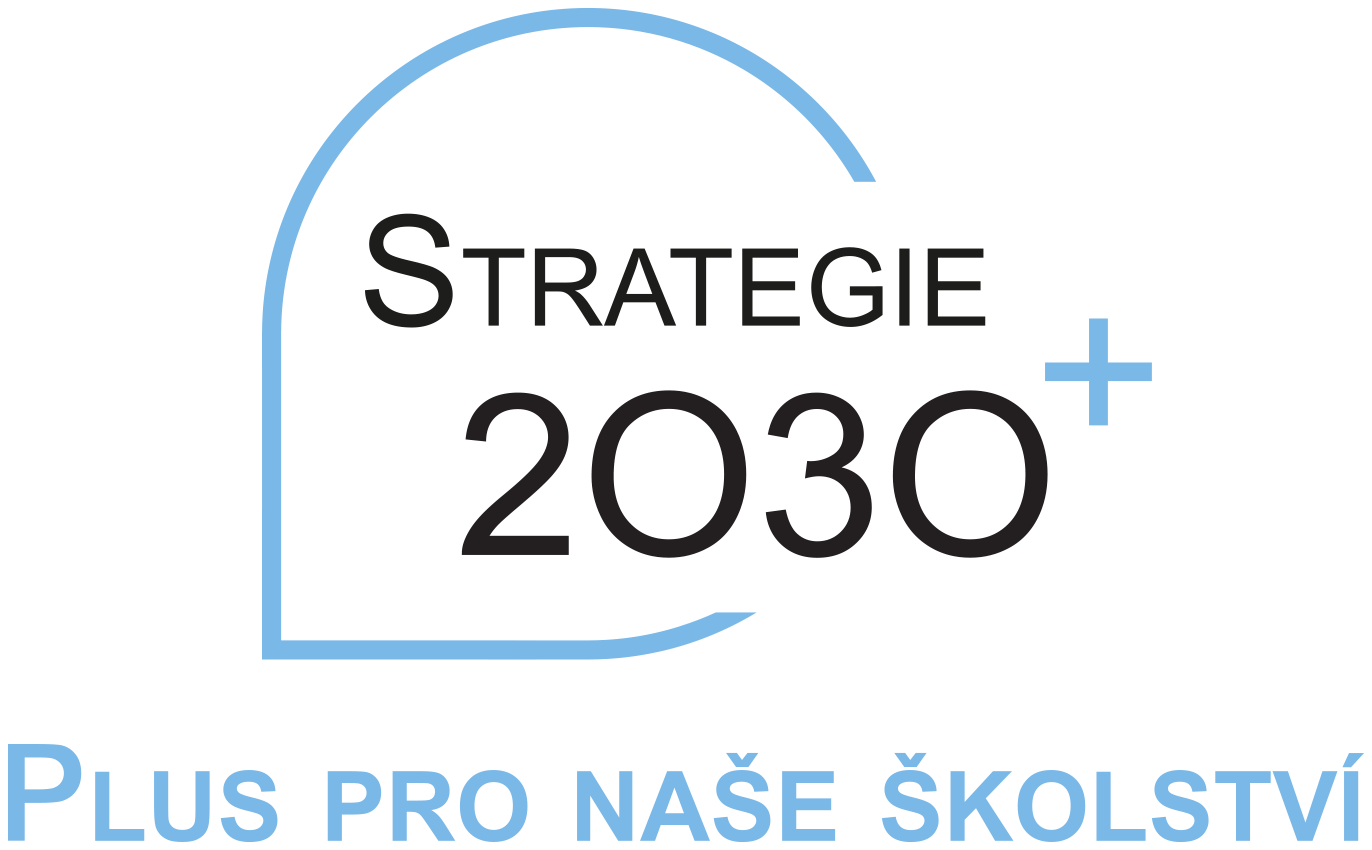 Strategie
2030+
Plus pro naše školství